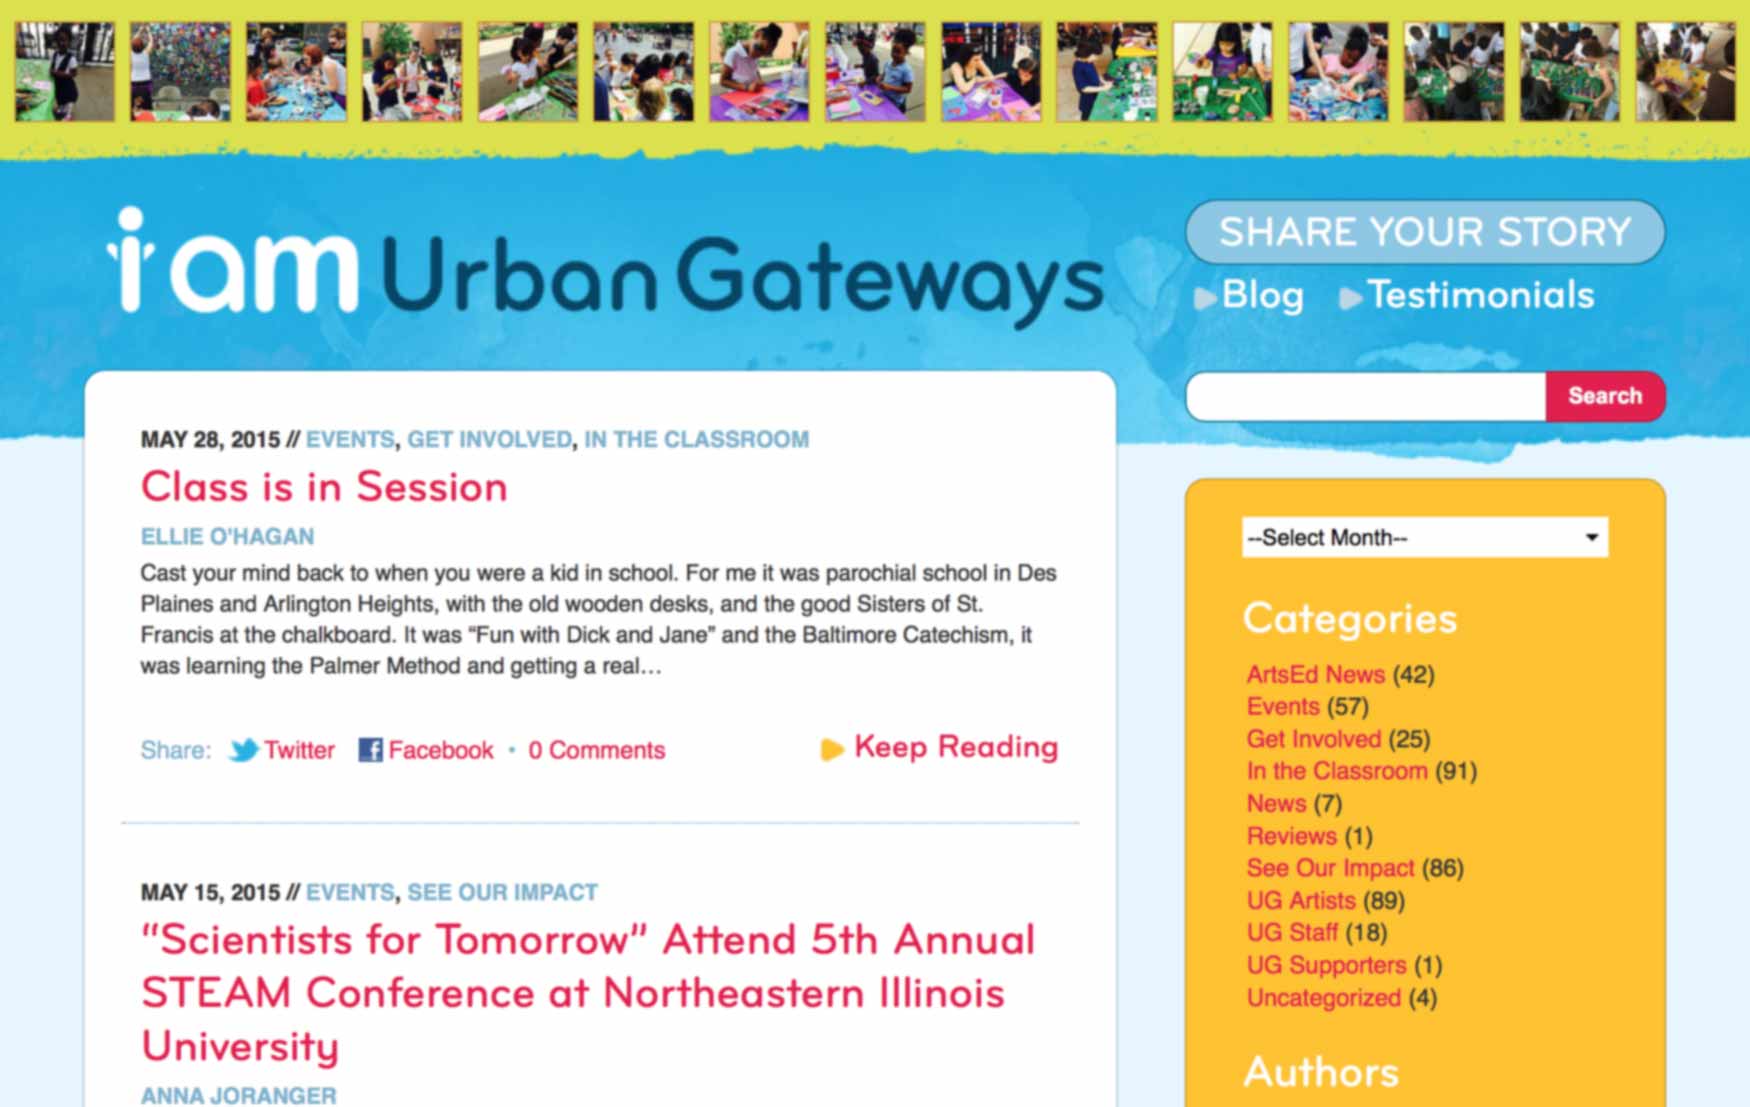 i am Urban Gateways
SHARE YOUR STORY
Blog
Testimonials
Search
MAY 28, 2015 // EVENTS, GET INVOLVED, IN THE CLASSROOM
Class is in Session
ELLIE O'HAGAN
Cast your mind back to when you were a kid in school. For me it was parochial school in Des
Plaines and Arlington Heights, with the old wooden desks, and the good Sisters of St.
Francis at the chalkboard. It was “Fun with Dick and Jane” and the Baltimore Catechism, it
was learning the Palmer Method and getting a real…
Share: Twitter Facebook • 0 Comments
Keep Reading
MAY 15, 2015 // EVENTS, SEE OUR IMPACT
"Scientists for Tomorrow" Attend 5th Annual
STEAM Conference at Northeastern Illinois
University
ANNA JORANGER
--Select Month--
Categories
ArtsEd News (42)
Events (57)
Get Involved (25)
In the Classroom (91)
News (7)
Reviews (1)
See Our Impact (86)
UG Artists (89)
UG Staff (18)
UG Supporters (1)
Uncategorized (4)
Authors